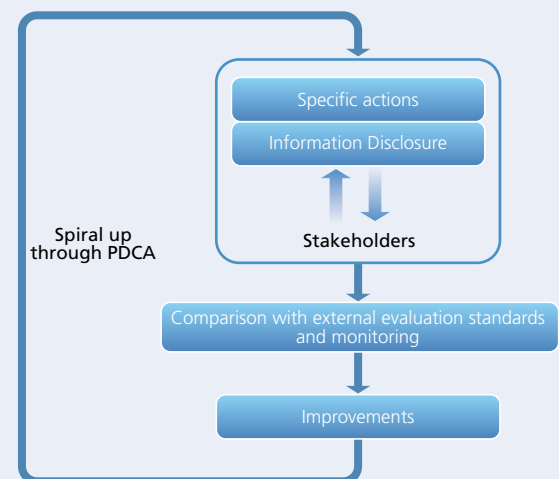 Specific actions
Information Disclosure
Spiral up
through PDCA
Stakeholders
Comparison with external evaluation standards
and monitoring
Improvements